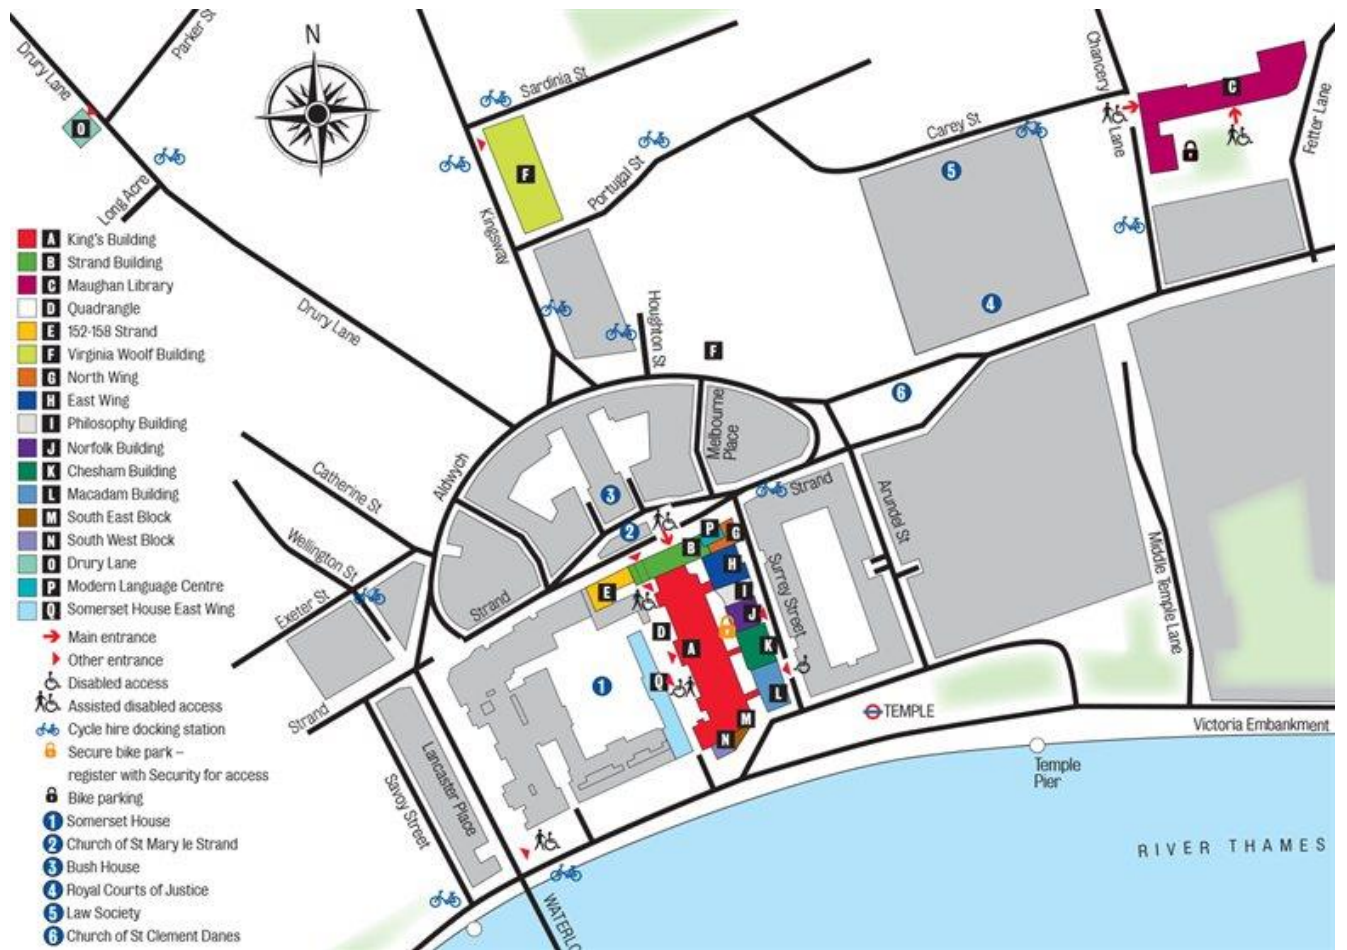 N
Drury Lane
Parker St
O
Long Acre
Drury Lane
Sardinia St
F
Kingsway
Portugal St
Carey St
Chancery
Lane
C
Fetter Lane
5
4
6
Houghton St
F
Melbourne
Place
Aldwych
3
2
Catherine St
Wellington St
Exeter St
Strand
Strand
Strand
Arundel St
Surrey Street
Middle Temple Lane
P
G
B
H
E
I
J
D
A
K
Q
L
M
N
1
Lancaster Place
Savoy Street
TEMPLE
Victoria Embankment
Temple
Pier
RIVER THAMES
WATERLO
A King's Building
B Strand Building
C Maughan Library
D Quadrangle
E 152-158 Strand
F Virginia Woolf Building
G North Wing
H East Wing
I Philosophy Building
J Norfolk Building
K Chesham Building
L Macadam Building
M South East Block
N South West Block
O Drury Lane
P Modern Language Centre
Q Somerset House East Wing
Main entrance
Other entrance
Disabled access
Assisted disabled access
Cycle hire docking station
Secure bike park –
register with Security for access
Bike parking
1 Somerset House
2 Church of St Mary le Strand
3 Bush House
4 Royal Courts of Justice
5 Law Society
6 Church of St Clement Danes